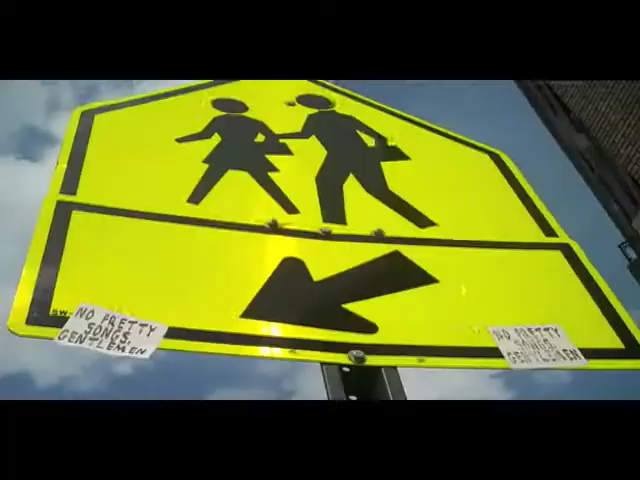 NO PRETTY
SONGS,
GENTLEMEN
NO PRETTY
SONGS,
GENTLEMEN